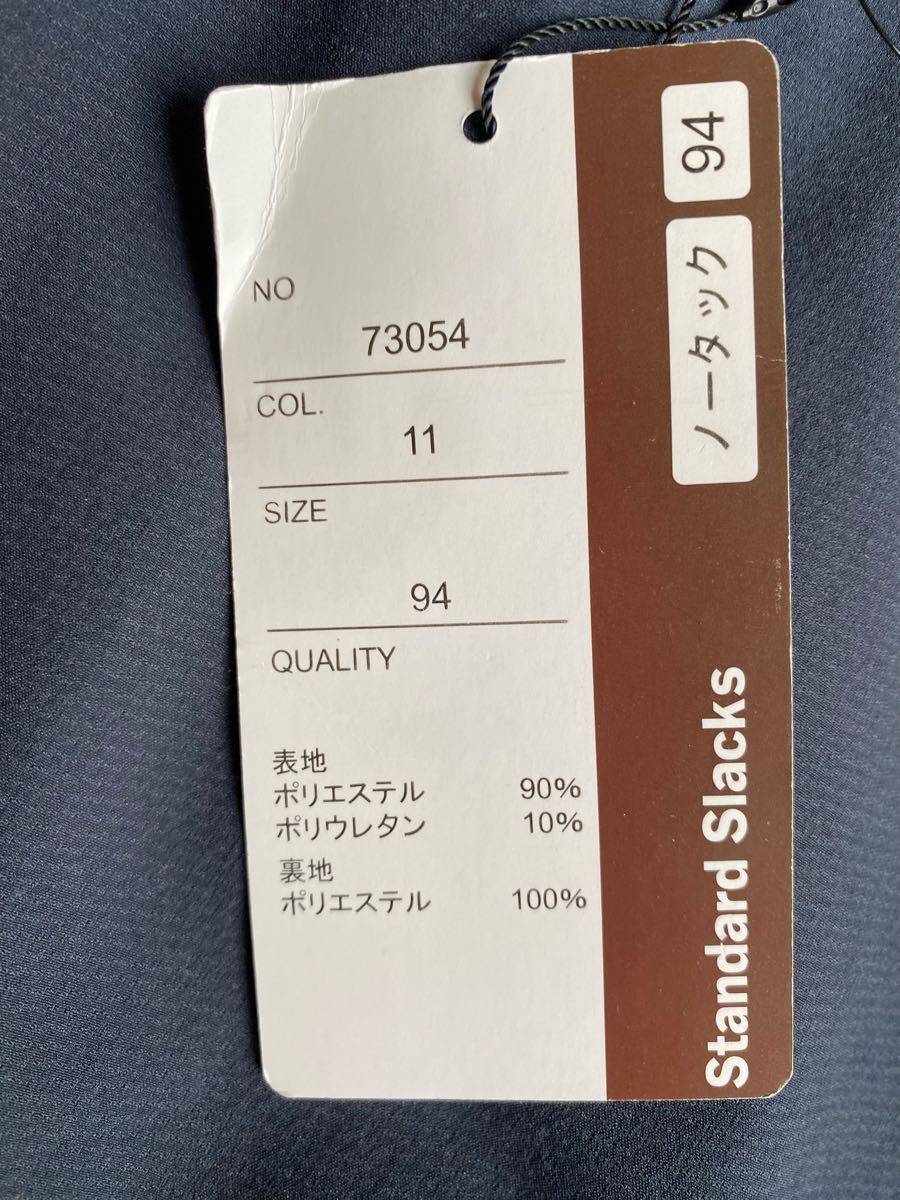 NO
73054
COL.
11
SIZE
94
QUALITY
表地
ポリエステル 90%
ポリウレタン 10%
裏地
ポリエステル 100%
Standard Slacks
ノータック
94